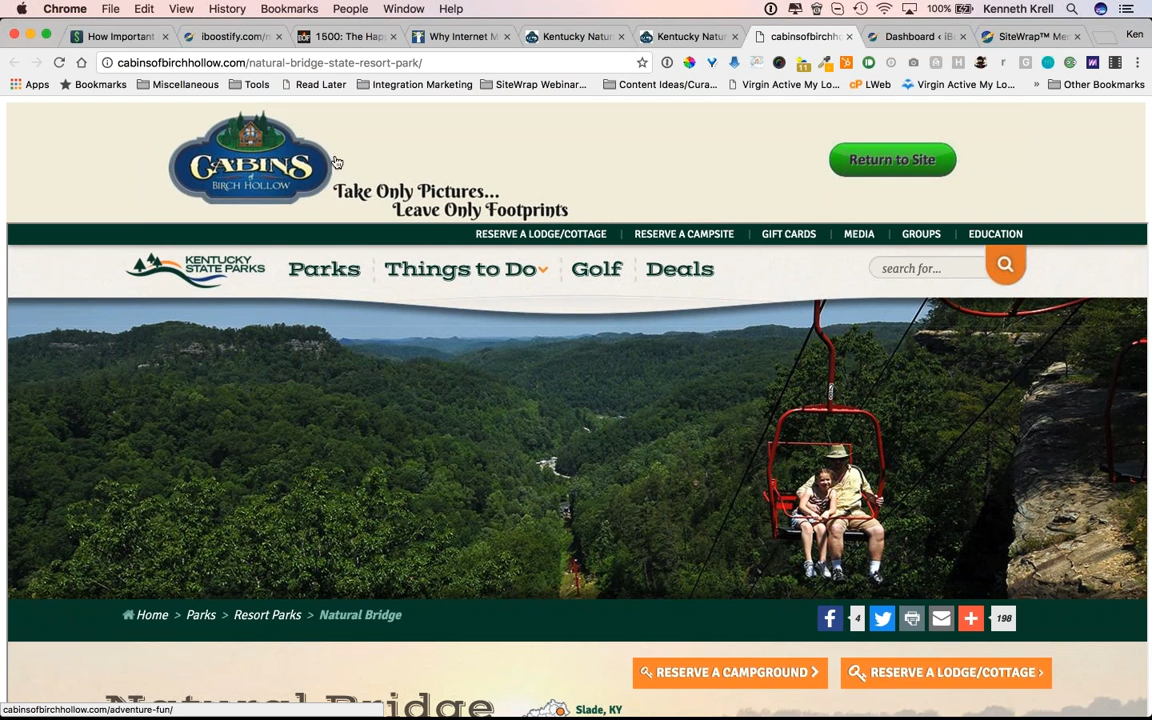 Chrome File Edit View History Bookmarks People Window Help 100% Kenneth Krell
How Important iboostify.com/n 1500: The Hap Why Internet M Kentucky Natur Kentucky Natur cabinsofbirchh Dashboard ‹ iB SiteWrap™ Me Ken
cabinsofbirchhollow.com/natural-bridge-state-resort-park/
Apps Bookmarks Miscellaneous Tools Read Later Integration Marketing SiteWrap Webinar... Content Ideas/Cura... Virgin Active My Lo... cP LWeb Virgin Active My Lo... » Other Bookmarks
CABINS
of
BIRCH HOLLOW
Take Only Pictures...
Leave Only Footprints
Return to Site
RESERVE A LODGE/COTTAGE | RESERVE A CAMPSITE | GIFT CARDS | MEDIA | GROUPS | EDUCATION
KENTUCKY
STATE PARKS
Parks Things to Do Golf Deals search for...
Home > Parks > Resort Parks > Natural Bridge
4 198
RESERVE A CAMPGROUND RESERVE A LODGE/COTTAGE
Natural Bridge Slade, KY
cabinsofbirchhollow.com/adventure-fun/